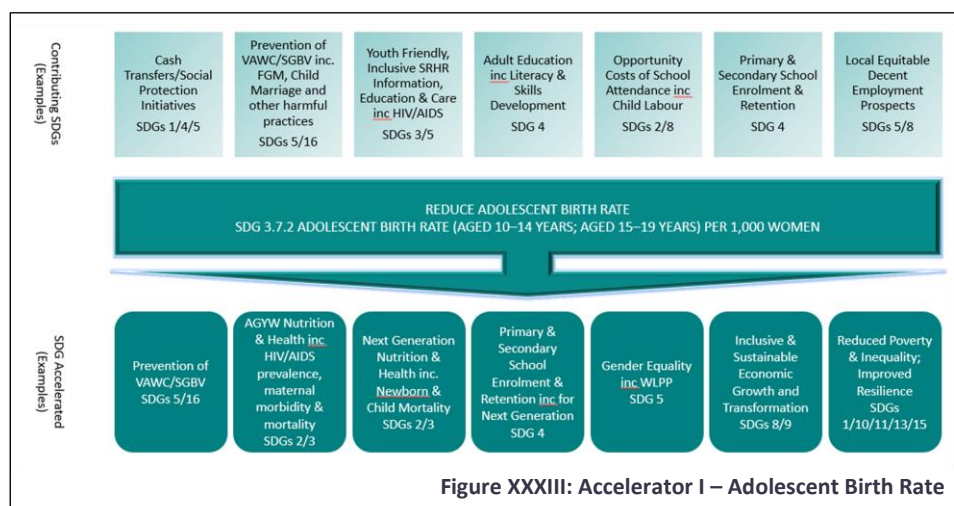 Contributing SDGs
(Examples)
Cash
Transfers/Social
Protection
Initiatives
SDGs 1/4/5
Prevention of
VAWC/SGBV inc.
FGM, Child
Marriage and
other harmful
practices
SDGs 5/16
Youth Friendly,
Inclusive SRHR
Information,
Education & Care
inc HIV/AIDS
SDGs 3/5
Adult Education
inc Literacy &
Skills
Development
SDG 4
Opportunity
Costs of School
Attendance inc
Child Labour
SDGs 2/8
Primary &
Secondary School
Enrolment &
Retention
SDG 4
Local Equitable
Decent
Employment
Prospects
SDGs 5/8
REDUCE ADOLESCENT BIRTH RATE
SDG 3.7.2 ADOLESCENT BIRTH RATE (AGED 10–14 YEARS; AGED 15–19 YEARS) PER 1,000 WOMEN
SDG Accelerated
(Examples)
Prevention of
VAWC/SGBV
SDGs 5/16
AGYW Nutrition
& Health inc
HIV/AIDS
prevalence,
maternal
morbidity &
mortality
SDGs 2/3
Next Generation
Nutrition &
Health inc.
Newborn &
Child Mortality
SDGs 2/3
Primary &
Secondary
School
Enrolment &
Retention inc for
Next Generation
SDG 4
Gender Equality
inc WLPP
SDG 5
Inclusive &
Sustainable
Economic
Growth and
Transformation
SDGs 8/9
Reduced Poverty
& Inequality;
Improved
Resilience
SDGs
1/10/11/13/15
Figure XXXIII: Accelerator I – Adolescent Birth Rate